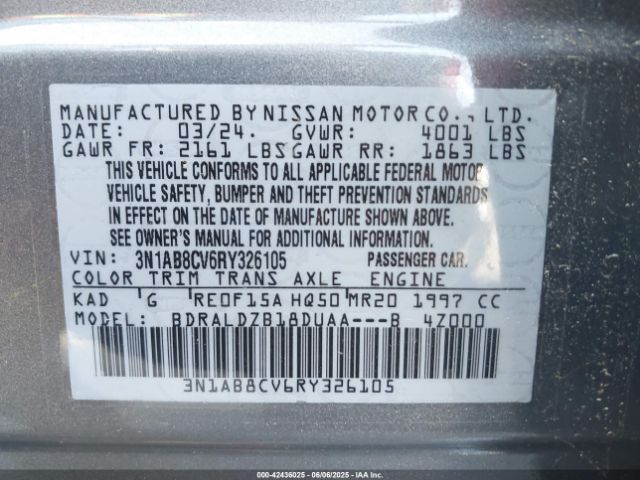 MANUFACTURED BY NISSAN MOTOR CO., LTD.
DATE: 03/24. GVWR: 4001 LBS
GAWR FR: 2161 LBS GAWR RR: 1863 LBS
THIS VEHICLE CONFORMS TO ALL APPLICABLE FEDERAL MOTOR
VEHICLE SAFETY, BUMPER AND THEFT PREVENTION STANDARDS
IN EFFECT ON THE DATE OF MANUFACTURE SHOWN ABOVE.
SEE OWNER'S MANUAL FOR ADDITIONAL INFORMATION.
VIN: 3N1AB8CV6RY326105 PASSENGER CAR.
COLOR TRIM TRANS AXLE ENGINE
KAD 'G 'RE0F15A HQ50'MR20 1997 CC
MODEL: BDRALDZB18DUAA---B 4Z000
3N1AB8CV6RY326105
000-42436025 06/06/2025 IAAI.COM